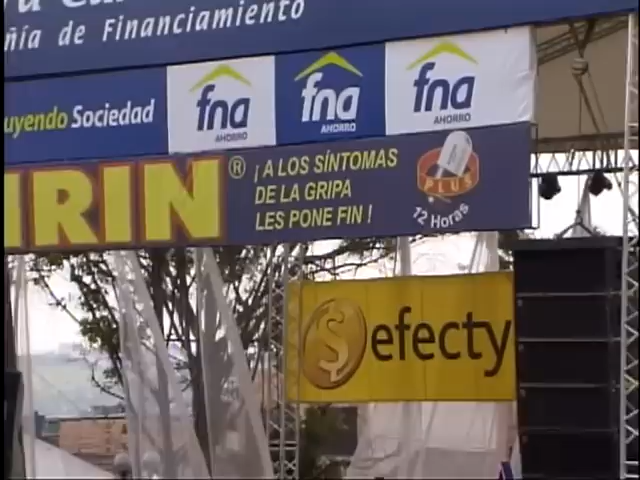 ñía de Financiamiento
uyendo Sociedad
fna
AHORRO
fna
AHORRO
fna
AHORRO
IRIN®
¡ A LOS SÍNTOMAS
DE LA GRIPA
LES PONE FIN !
PLUS
12 Horas
$
efecty